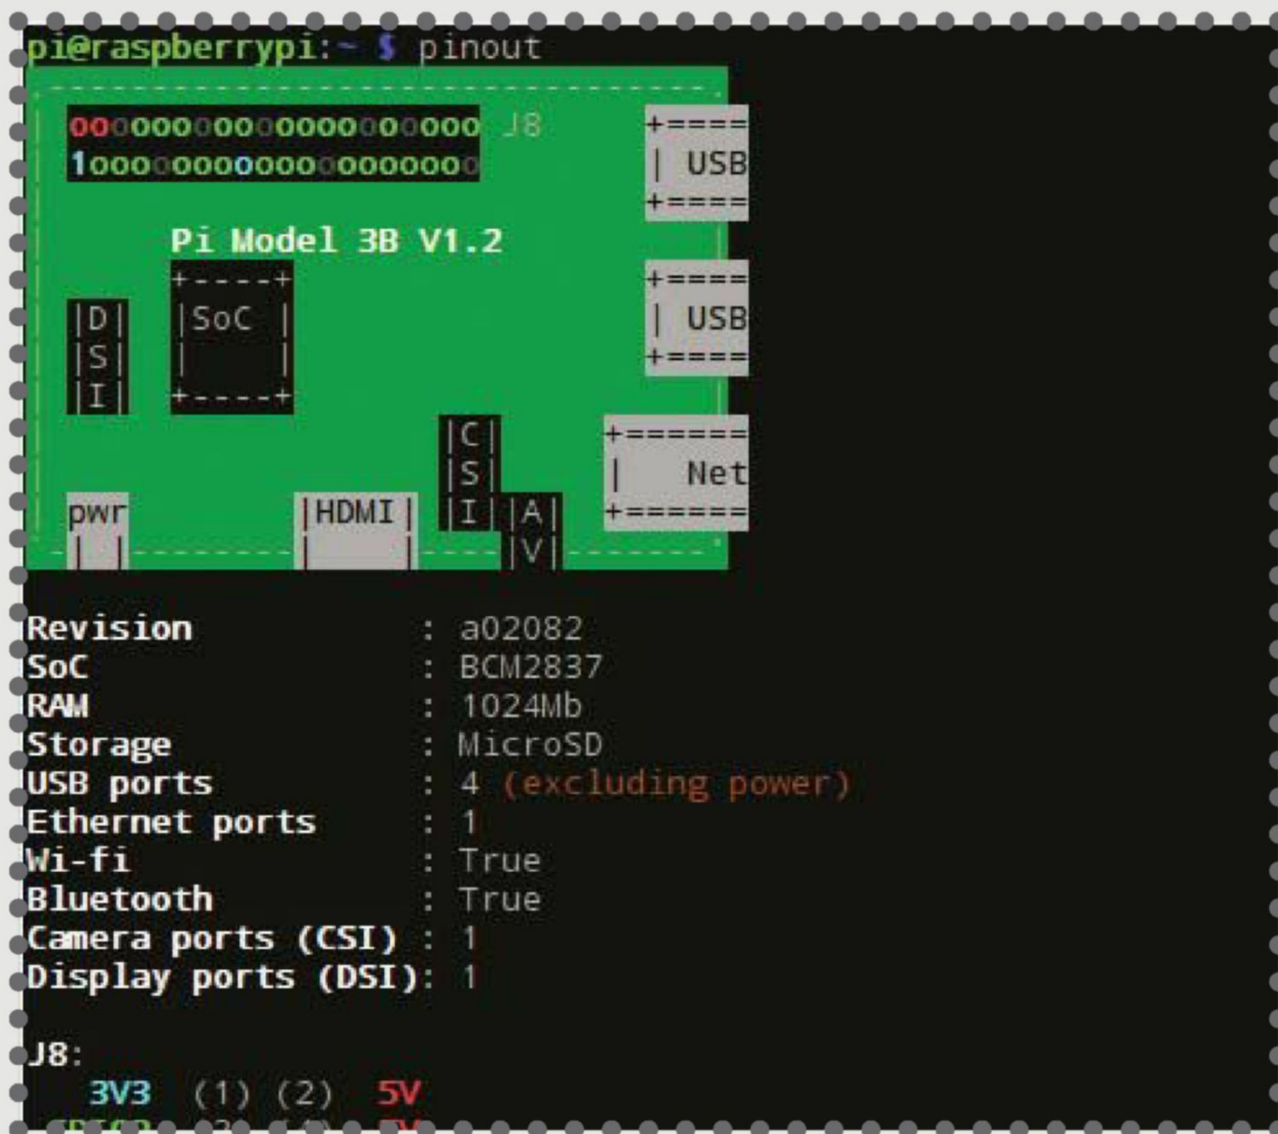 pi@raspberrypi:~ $ pinout
oooooooooooooooooooo J8
1ooooooooooooooooooo
+====
| USB
+====
Pi Model 3B V1.2
+----+
|D| |SoC |
|S| | |
|I| +----+
+====
| USB
+====
|C|
|S|
|I|
+======
| Net
+======
pwr
|HDMI|
|A|
|V|
Revision : a02082
SoC : BCM2837
RAM : 1024Mb
Storage : MicroSD
USB ports : 4 (excluding power)
Ethernet ports : 1
Wi-fi : True
Bluetooth : True
Camera ports (CSI) : 1
Display ports (DSI): 1
J8:
3V3 (1) (2) 5V